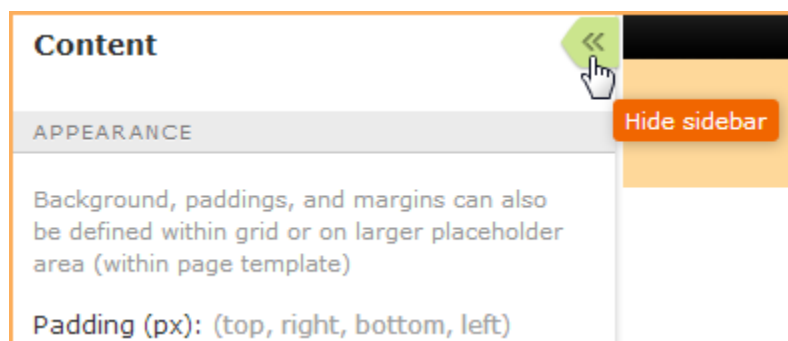 Content
«
Hide sidebar
APPEARANCE
Background, paddings, and margins can also
be defined within grid or on larger placeholder
area (within page template)
Padding (px): (top, right, bottom, left)